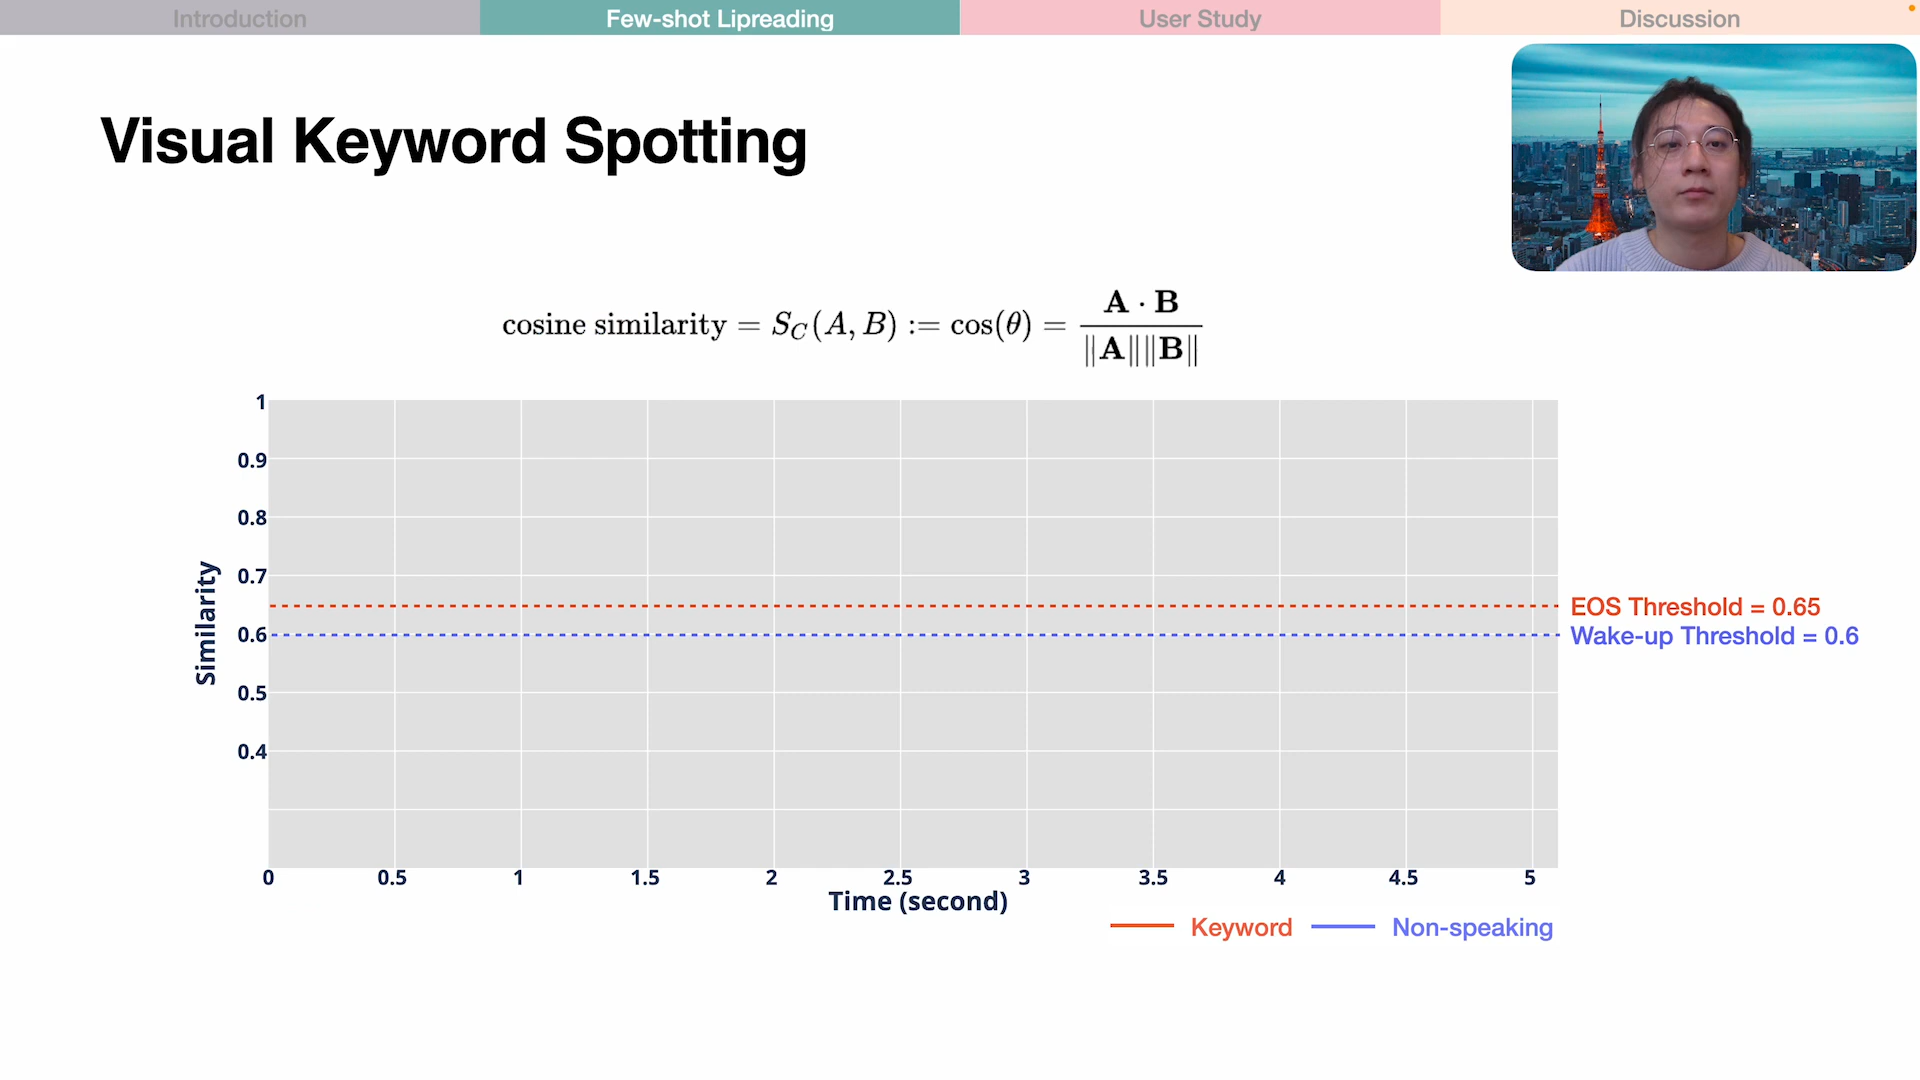 Introduction
Few-shot Lipreading
User Study
Discussion
Visual Keyword Spotting
cosine similarity = S_C(A, B) := cos(θ) = A · B / ‖A‖‖B‖
1
0.9
0.8
0.7
0.6
0.5
0.4
Similarity
EOS Threshold = 0.65
Wake-up Threshold = 0.6
0 0.5 1 1.5 2 2.5 3 3.5 4 4.5 5
Time (second)
Keyword Non-speaking